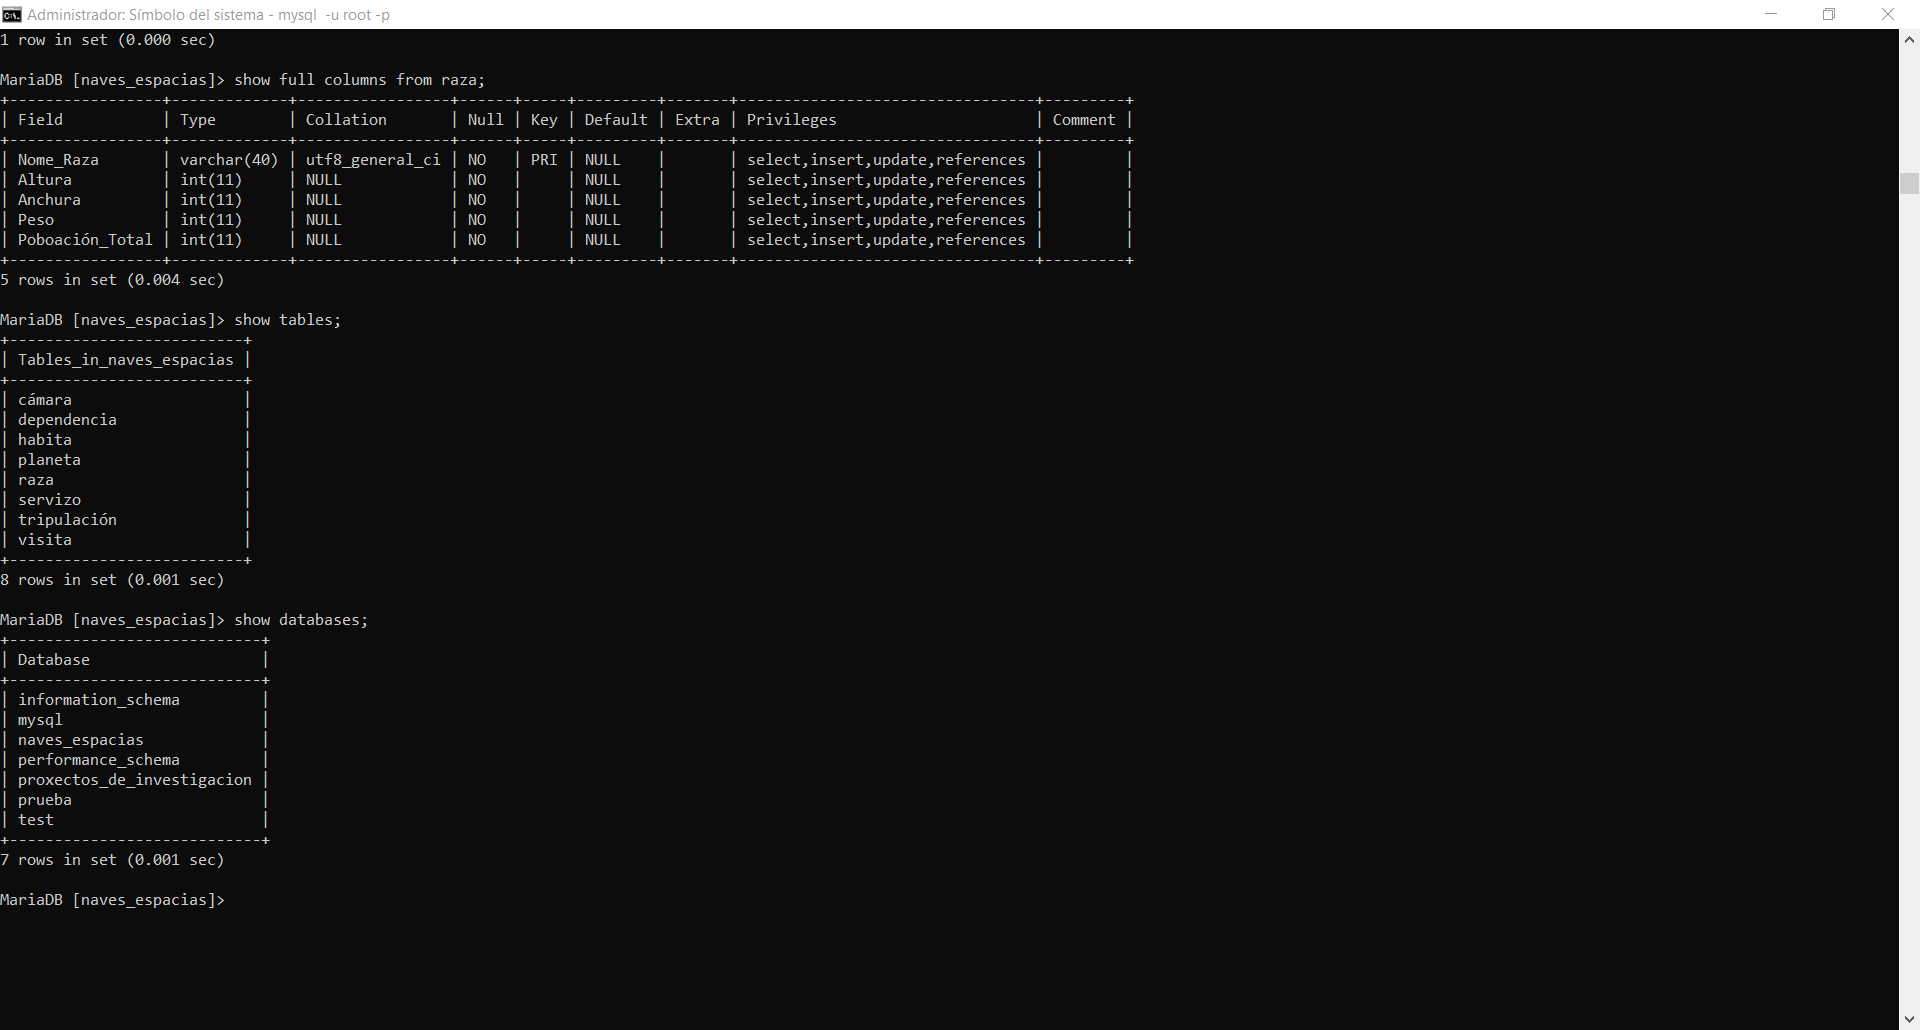 Administrador: Símbolo del sistema - mysql  -u root -p
1 row in set (0.000 sec)
MariaDB [naves_espacias]> show full columns from raza;
+-----------------+-------------+-----------------+------+-----+---------+-------+---------------------------------+---------+
| Field           | Type        | Collation       | Null | Key | Default | Extra | Privileges                      | Comment |
+-----------------+-------------+-----------------+------+-----+---------+-------+---------------------------------+---------+
| Nome_Raza       | varchar(40) | utf8_general_ci | NO   | PRI | NULL    |       | select,insert,update,references |         |
| Altura          | int(11)     | NULL            | NO   |     | NULL    |       | select,insert,update,references |         |
| Anchura         | int(11)     | NULL            | NO   |     | NULL    |       | select,insert,update,references |         |
| Peso            | int(11)     | NULL            | NO   |     | NULL    |       | select,insert,update,references |         |
| Poboación_Total | int(11)     | NULL            | NO   |     | NULL    |       | select,insert,update,references |         |
+-----------------+-------------+-----------------+------+-----+---------+-------+---------------------------------+---------+
5 rows in set (0.004 sec)
MariaDB [naves_espacias]> show tables;
+--------------------------+
| Tables_in_naves_espacias |
+--------------------------+
| cámara                   |
| dependencia              |
| habita                   |
| planeta                  |
| raza                     |
| servizo                  |
| tripulación              |
| visita                   |
+--------------------------+
8 rows in set (0.001 sec)
MariaDB [naves_espacias]> show databases;
+----------------------------+
| Database                   |
+----------------------------+
| information_schema         |
| mysql                      |
| naves_espacias             |
| performance_schema         |
| proxectos_de_investigacion |
| prueba                     |
| test                       |
+----------------------------+
7 rows in set (0.001 sec)
MariaDB [naves_espacias]>